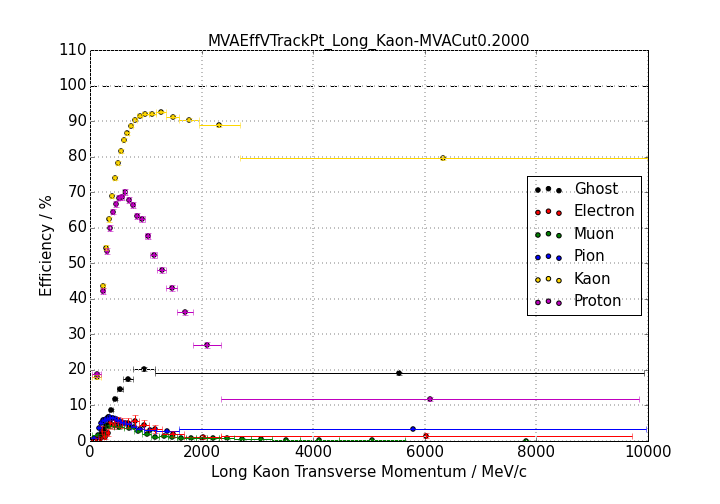 MVAEffVTrackPt_Long_Kaon-MVACut0.2000
110
100
90
80
70
60
50
40
30
20
10
0
Efficiency / %
Ghost
Electron
Muon
Pion
Kaon
Proton
0 2000 4000 6000 8000 10000
Long Kaon Transverse Momentum / MeV/c